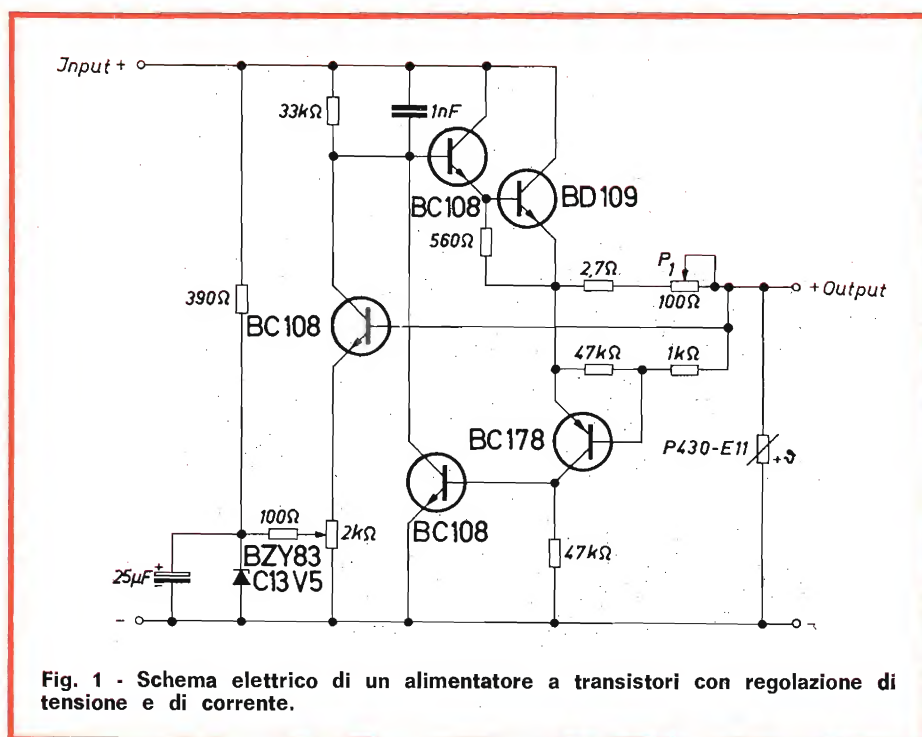 Input +
33kΩ
1nF
BC108
BD109
560Ω
2,7Ω
P1
100Ω
+ Output
390Ω
BC108
47kΩ
1kΩ
BC178
P430-E11
+ϑ
BC108
100Ω
2kΩ
BZY83
C13V5
25µF
+
-
47kΩ
-
-
Fig. 1 - Schema elettrico di un alimentatore a transistori con regolazione di
tensione e di corrente.